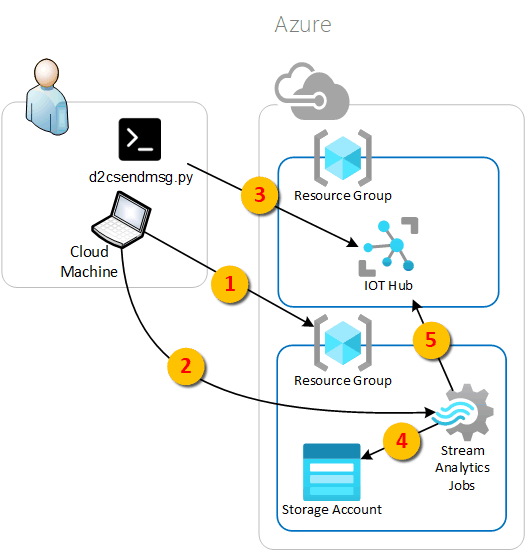 Azure
d2csendmsg.py
Resource Group
3
Cloud
Machine
IOT Hub
1
5
2
Resource Group
4
Stream
Analytics
Jobs
Storage Account